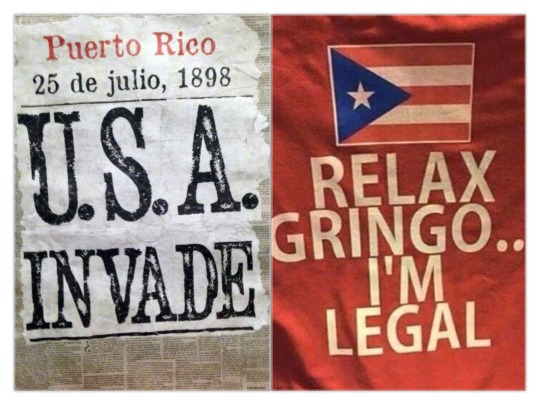 Puerto Rico
25 de julio, 1898
U.S.A.
INVADE
RELAX
GRINGO..
I'M
LEGAL